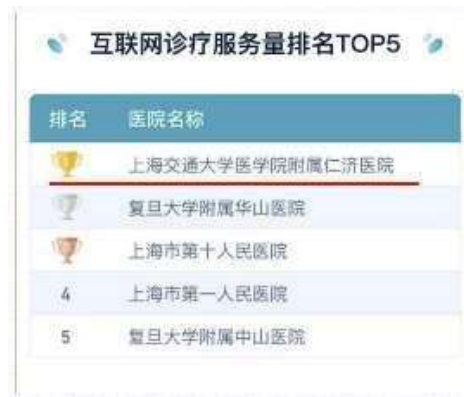 互联网诊疗服务量排名TOP5
排名 医院名称
上海交通大学医学院附属仁济医院
复旦大学附属华山医院
上海市第十人民医院
4 上海市第一人民医院
5 复旦大学附属中山医院